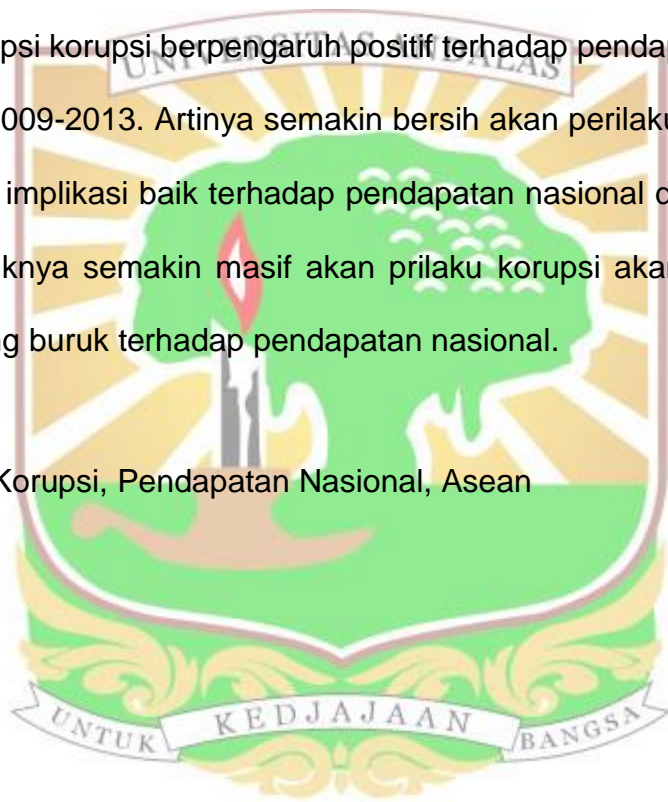 UNIVERSITAS ANDALAS
psi korupsi berpengaruh positif terhadap penda
009-2013. Artinya semakin bersih akan perilaku
implikasi baik terhadap pendapatan nasional
knya semakin masif akan prilaku korupsi akan
g buruk terhadap pendapatan nasional.
Korupsi, Pendapatan Nasional, Asean
UNTUK KEDJAJAAN BANGSA